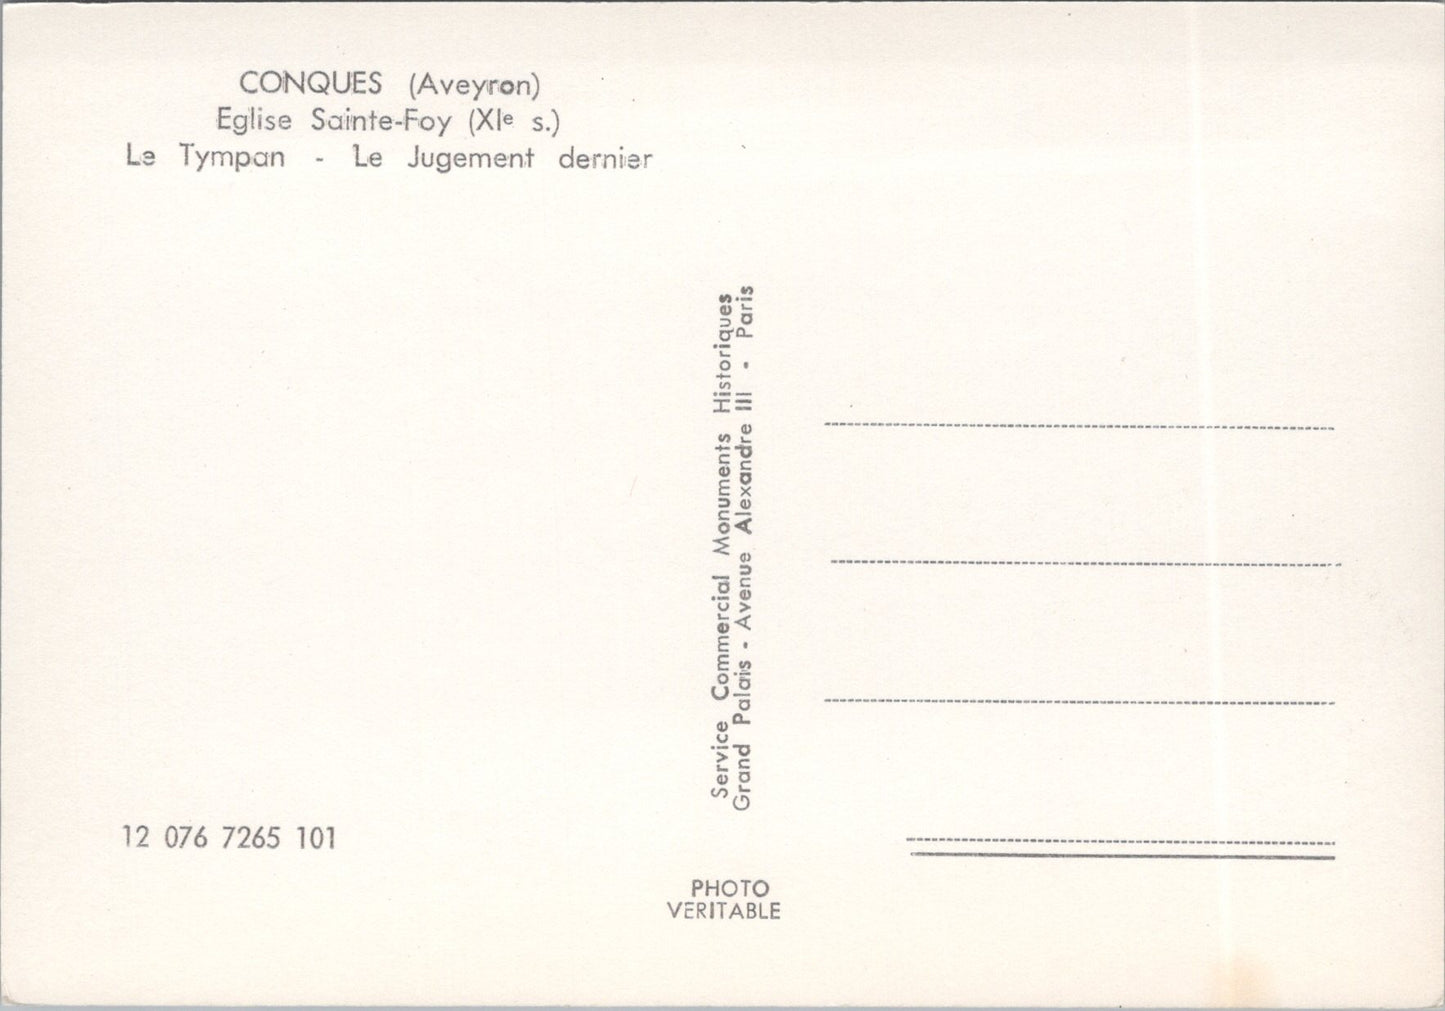 CONQUES (Aveyron)
Eglise Sainte-Foy (XIe s.)
Le Tympan - Le Jugement dernier
Service Commercial Monuments Historiques
Grand Palais - Avenue Alexandre III - Paris
12 076 7265 101
PHOTO
VERITABLE